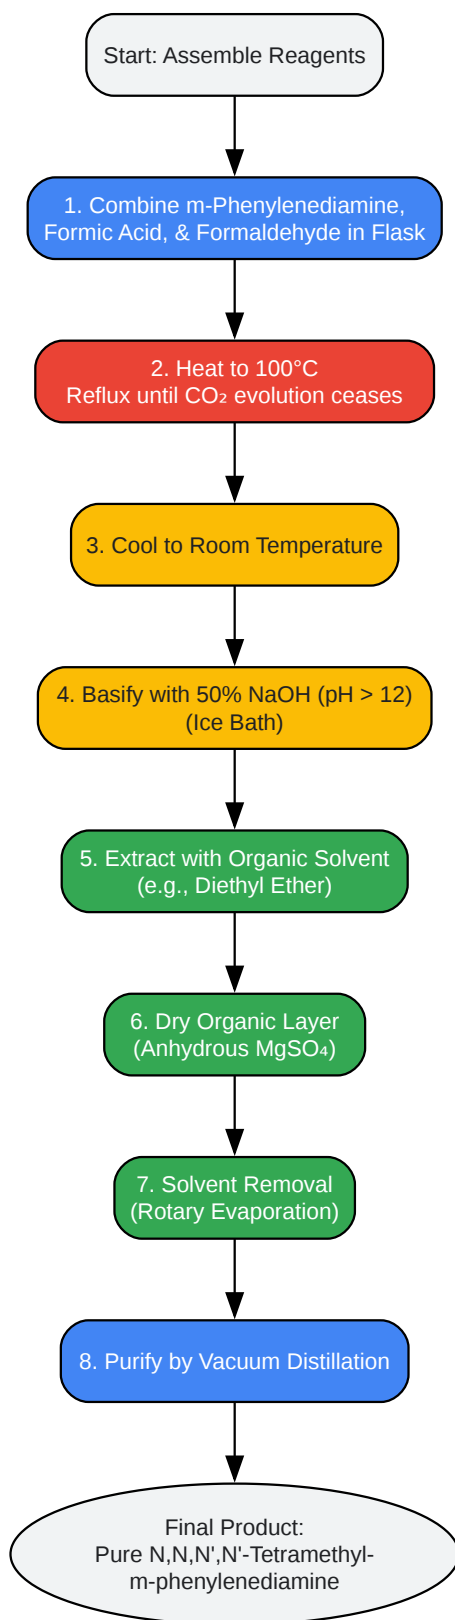 Start: Assemble Reagents
1. Combine m-Phenylenediamine,
Formic Acid, & Formaldehyde in Flask
2. Heat to 100°C
Reflux until CO₂ evolution ceases
3. Cool to Room Temperature
4. Basify with 50% NaOH (pH > 12)
(Ice Bath)
5. Extract with Organic Solvent
(e.g., Diethyl Ether)
6. Dry Organic Layer
(Anhydrous MgSO₄)
7. Solvent Removal
(Rotary Evaporation)
8. Purify by Vacuum Distillation
Final Product:
Pure N,N,N',N'-Tetramethyl-
m-phenylenediamine